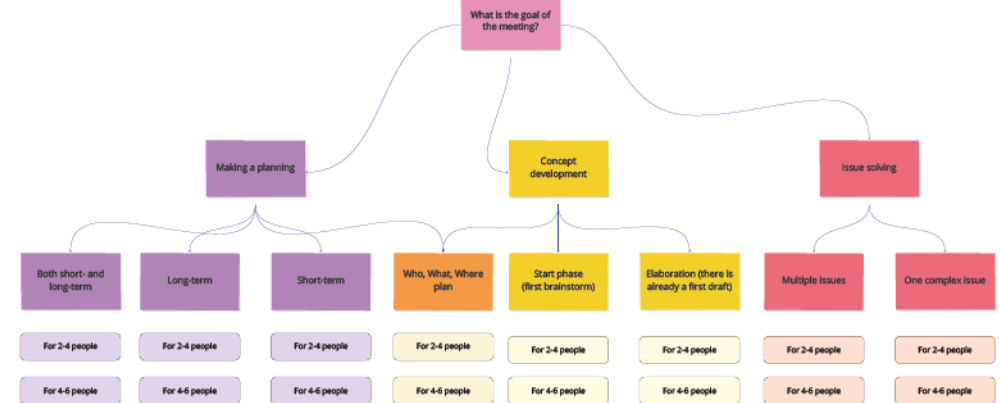 What is the goal of
the meeting?
Making a planning
Concept
development
Issue solving
Both short- and
long-term
Long-term
Short-term
Who, What, Where
plan
Start phase
(first brainstorm)
Elaboration (there is
already a first draft)
Multiple issues
One complex issue
For 2-4 people
For 2-4 people
For 2-4 people
For 2-4 people
For 2-4 people
For 2-4 people
For 2-4 people
For 2-4 people
For 4-6 people
For 4-6 people
For 4-6 people
For 4-6 people
For 4-6 people
For 4-6 people
For 4-6 people
For 4-6 people